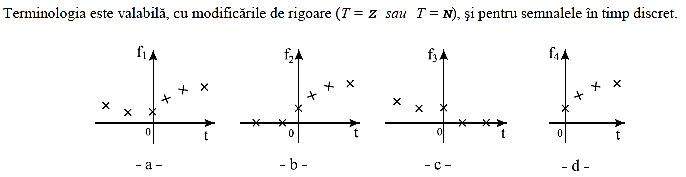 Terminologia este valabilă, cu modificările de rigoare (T = Z sau T = N), şi pentru semnalele în timp discret.
f1 f2 f3 f4
0 t 0 t 0 t 0 t
- a - - b - - c - - d -